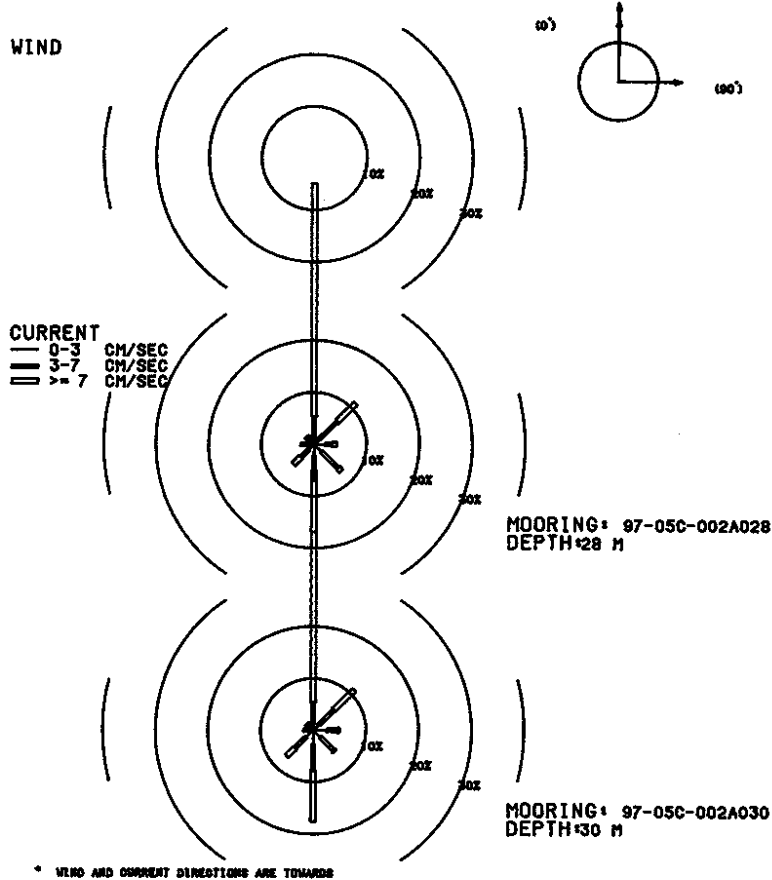 (0°)
WIND
(90°)
10%
20%
30%
CURRENT
0-3 CM/SEC
3-7 CM/SEC
>= 7 CM/SEC
10%
20%
30%
MOORING: 97-05C-002A028
DEPTH:28 M
10%
20%
30%
MOORING: 97-05C-002A030
DEPTH:30 M
* WIND AND CURRENT DIRECTIONS ARE TOWARDS